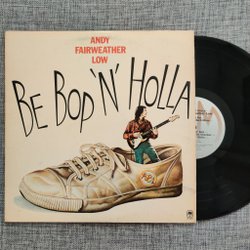 ANDY
FAIRWEATHER
LOW
BE BOP 'N' HOLLA